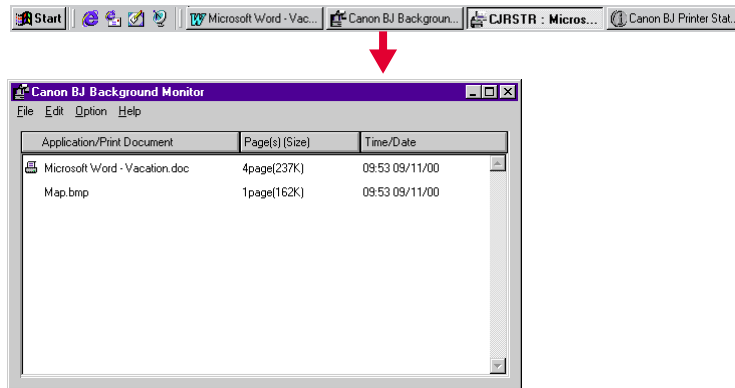 Start Microsoft Word - Vac... Canon BJ Backgroun... CJRSTR : Micros... Canon BJ Printer Stat..
Canon BJ Background Monitor
File Edit Option Help
Application/Print Document Page(s) (Size) Time/Date
Microsoft Word - Vacation.doc 4page(237K) 09:53 09/11/00
Map.bmp 1page(162K) 09:53 09/11/00